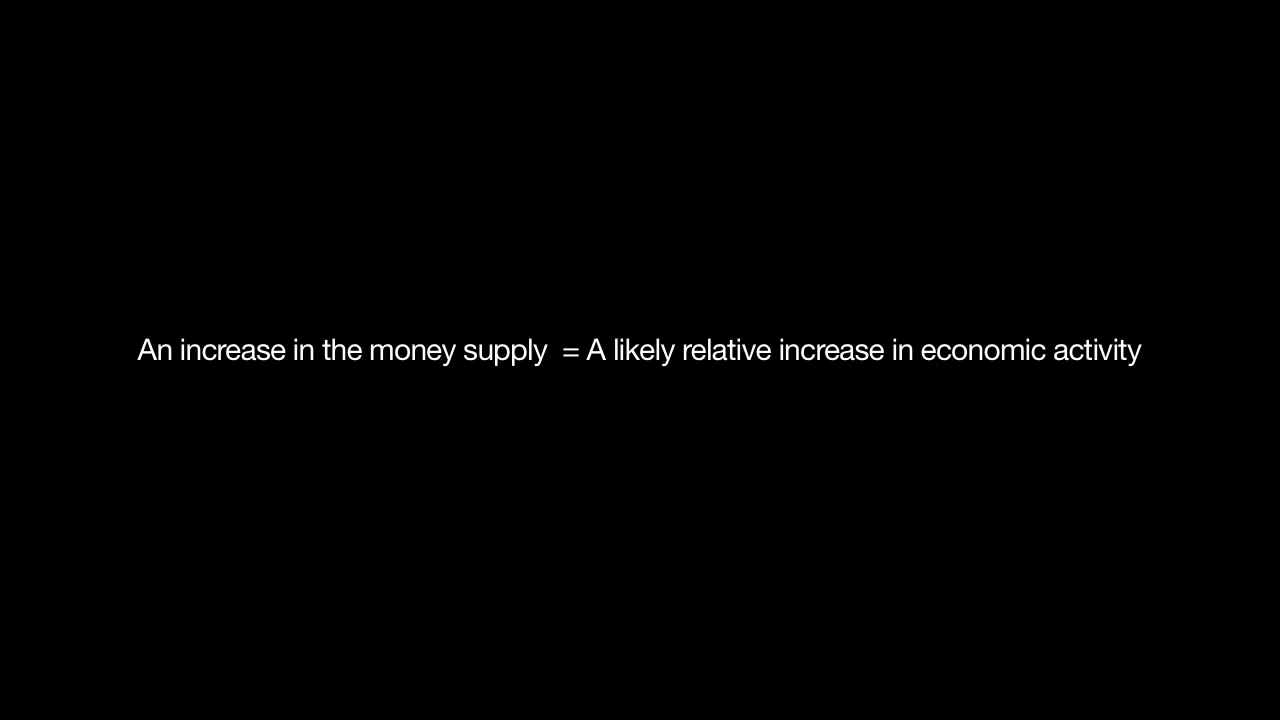 An increase in the money supply  = A likely relative increase in economic activity